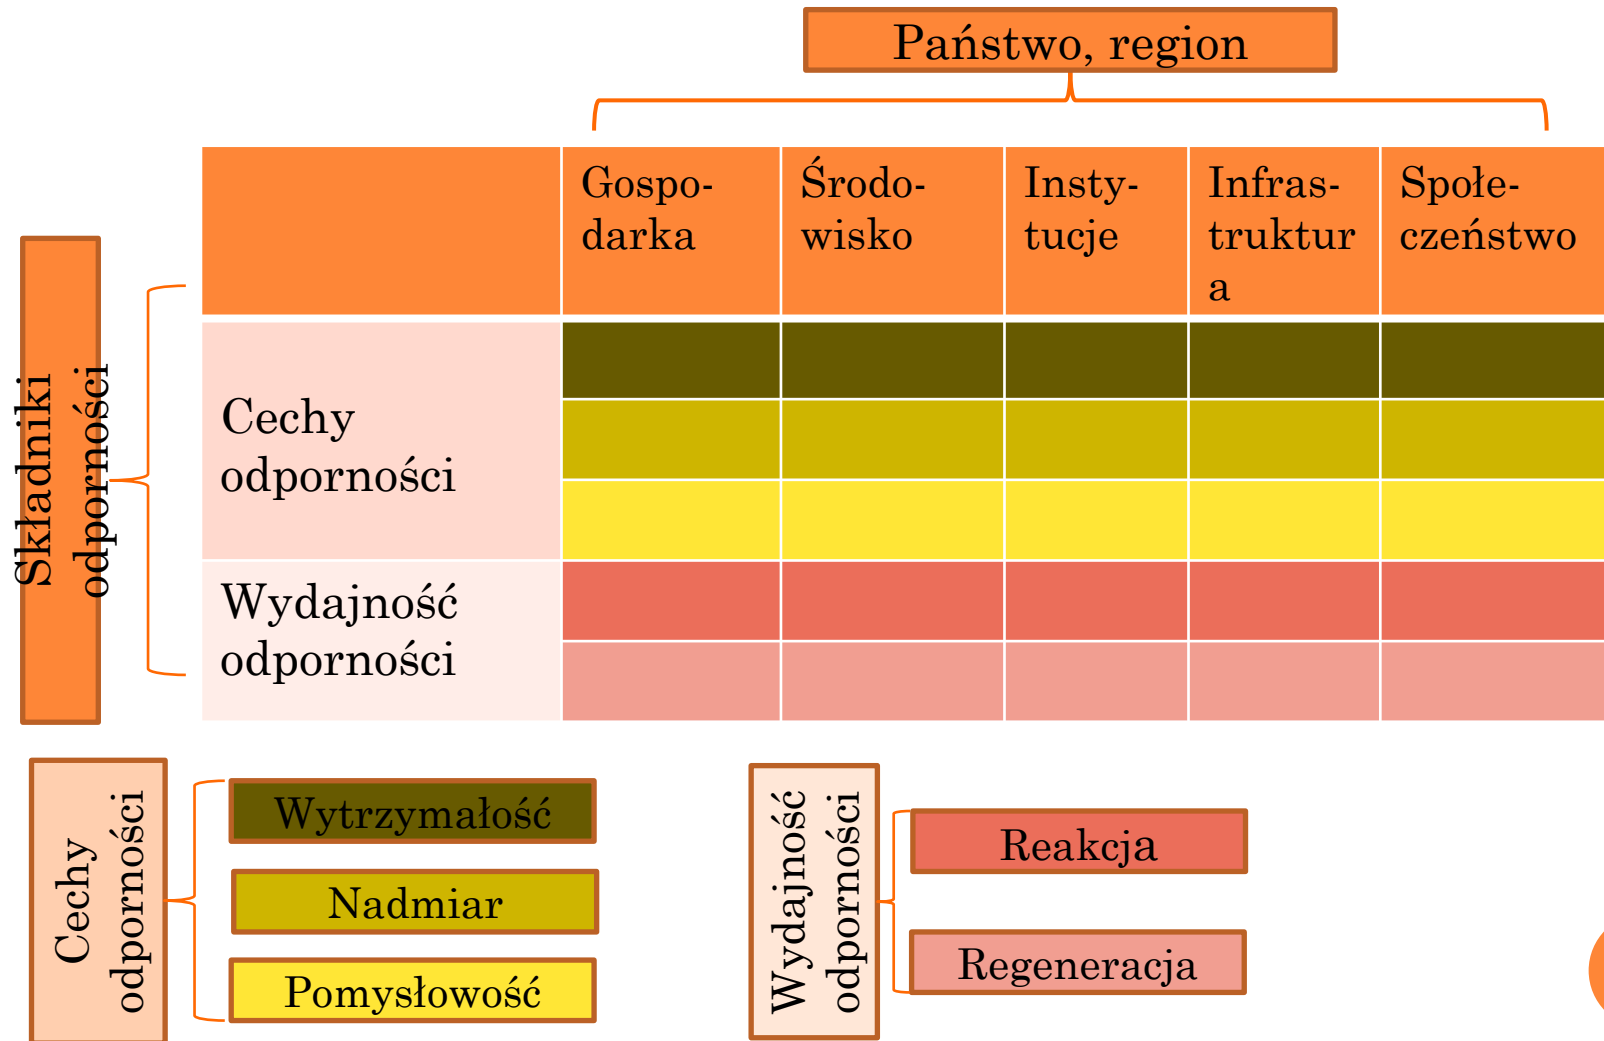 Państwo, region
Gospo-
darka
Środo-
wisko
Insty-
tucje
Infras-
truktur
a
Społe-
czeństwo
Składniki
odporności
Cechy
odporności
Wydajność
odporności
Cechy
odporności
Wytrzymałość
Nadmiar
Pomysłowość
Wydajność
odporności
Reakcja
Regeneracja